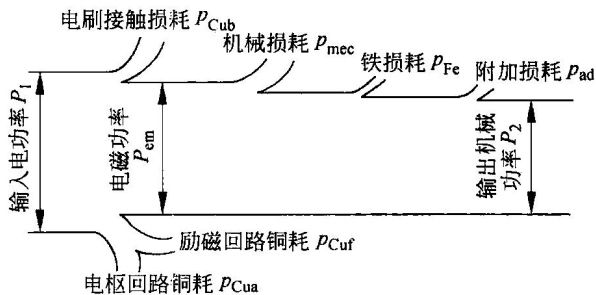 电刷接触损耗 pCub
机械损耗 pmec
铁损耗 pFe
附加损耗 pad
输入电功率 P1
电磁功率
Pem
输出机械
功率 P2
励磁回路铜耗 pCuf
电枢回路铜耗 pCua